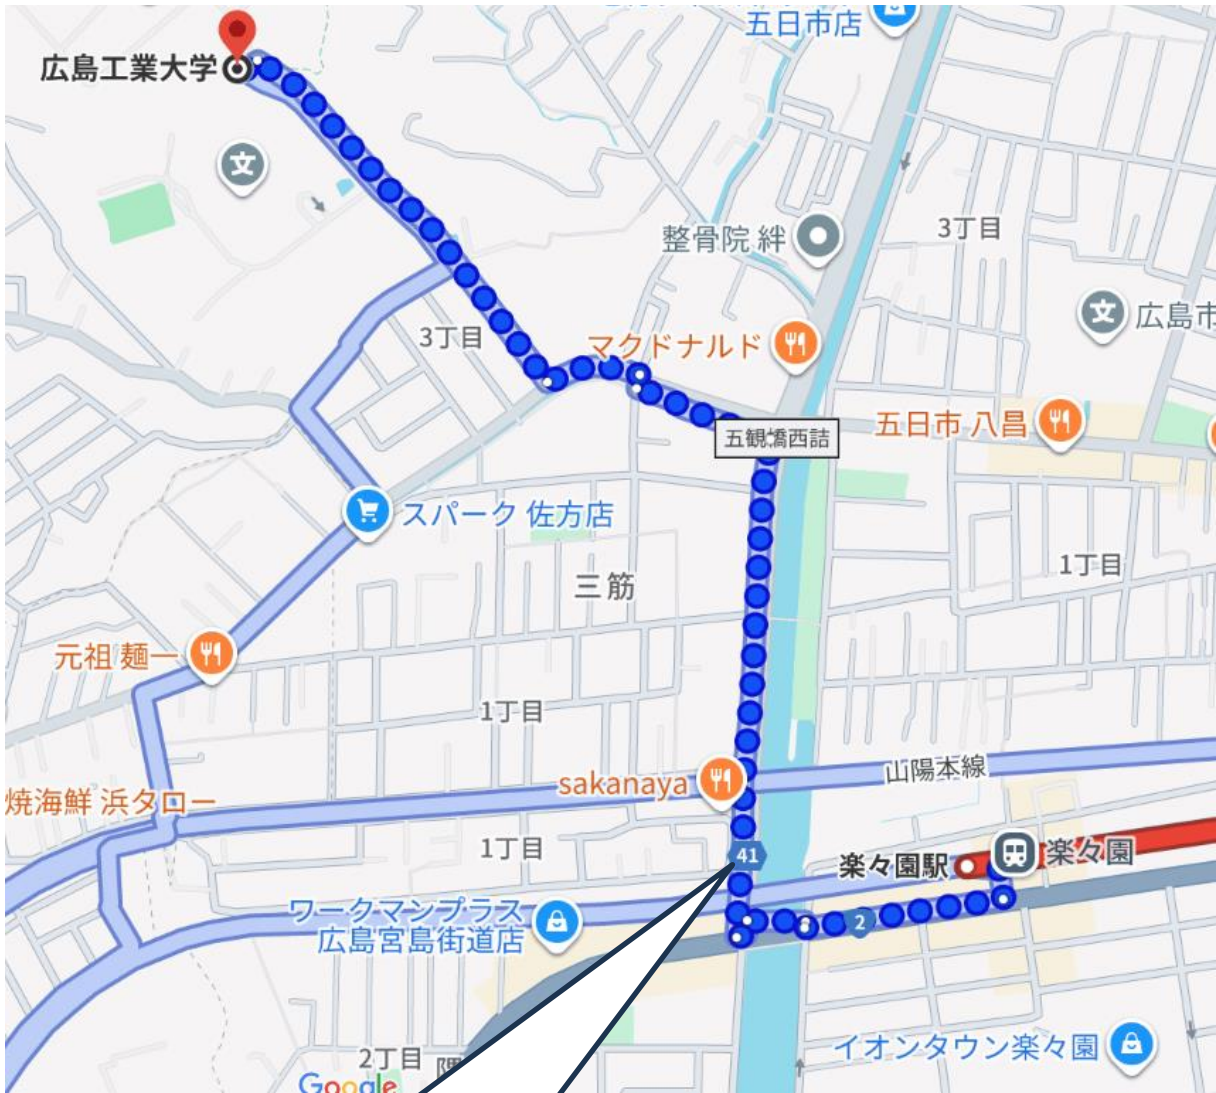 五日市店
広島工業大学
3丁目
整骨院 絆
広島市
マクドナルド
3丁目
五日市 八昌
五観橋西詰
スパーク 佐方店
1丁目
三筋
元祖 麺一
1丁目
山陽本線
sakanaya
焼海鮮 浜タロー
1丁目
41
楽々園駅
楽々園
ワークマンプラス
広島宮島街道店
2
イオンタウン楽々園
2丁目
Google